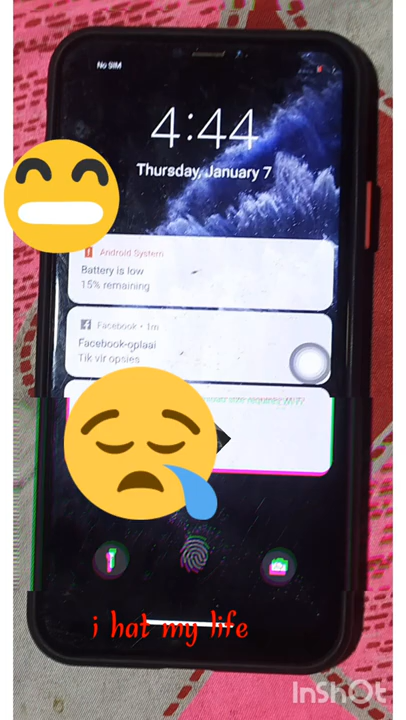 No SIM
4:44
Thursday, January 7
Android System
Battery is low
15% remaining
Facebook • 1m
Facebook-oplaai
Tik vir opsies
i hat my life
InShOt